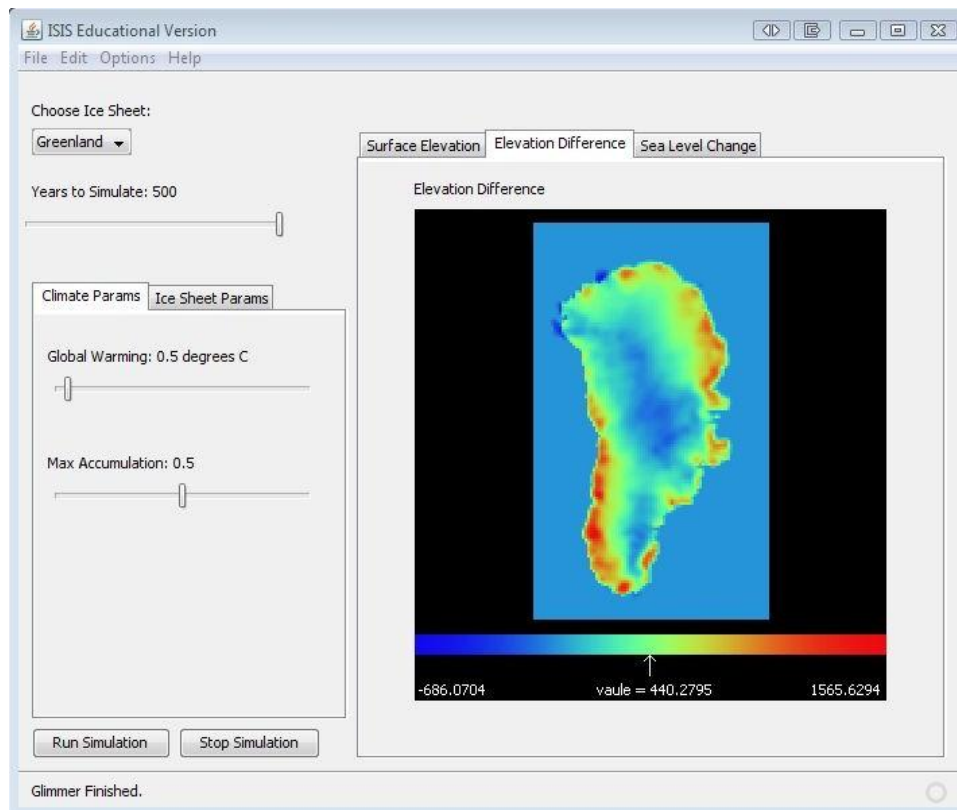 ISIS Educational Version
File Edit Options Help
Choose Ice Sheet:
Greenland
Years to Simulate: 500
Climate Params Ice Sheet Params
Global Warming: 0.5 degrees C
Max Accumulation: 0.5
Run Simulation Stop Simulation
Surface Elevation Elevation Difference Sea Level Change
Elevation Difference
-686.0704 vaule = 440.2795 1565.6294
Glimmer Finished.